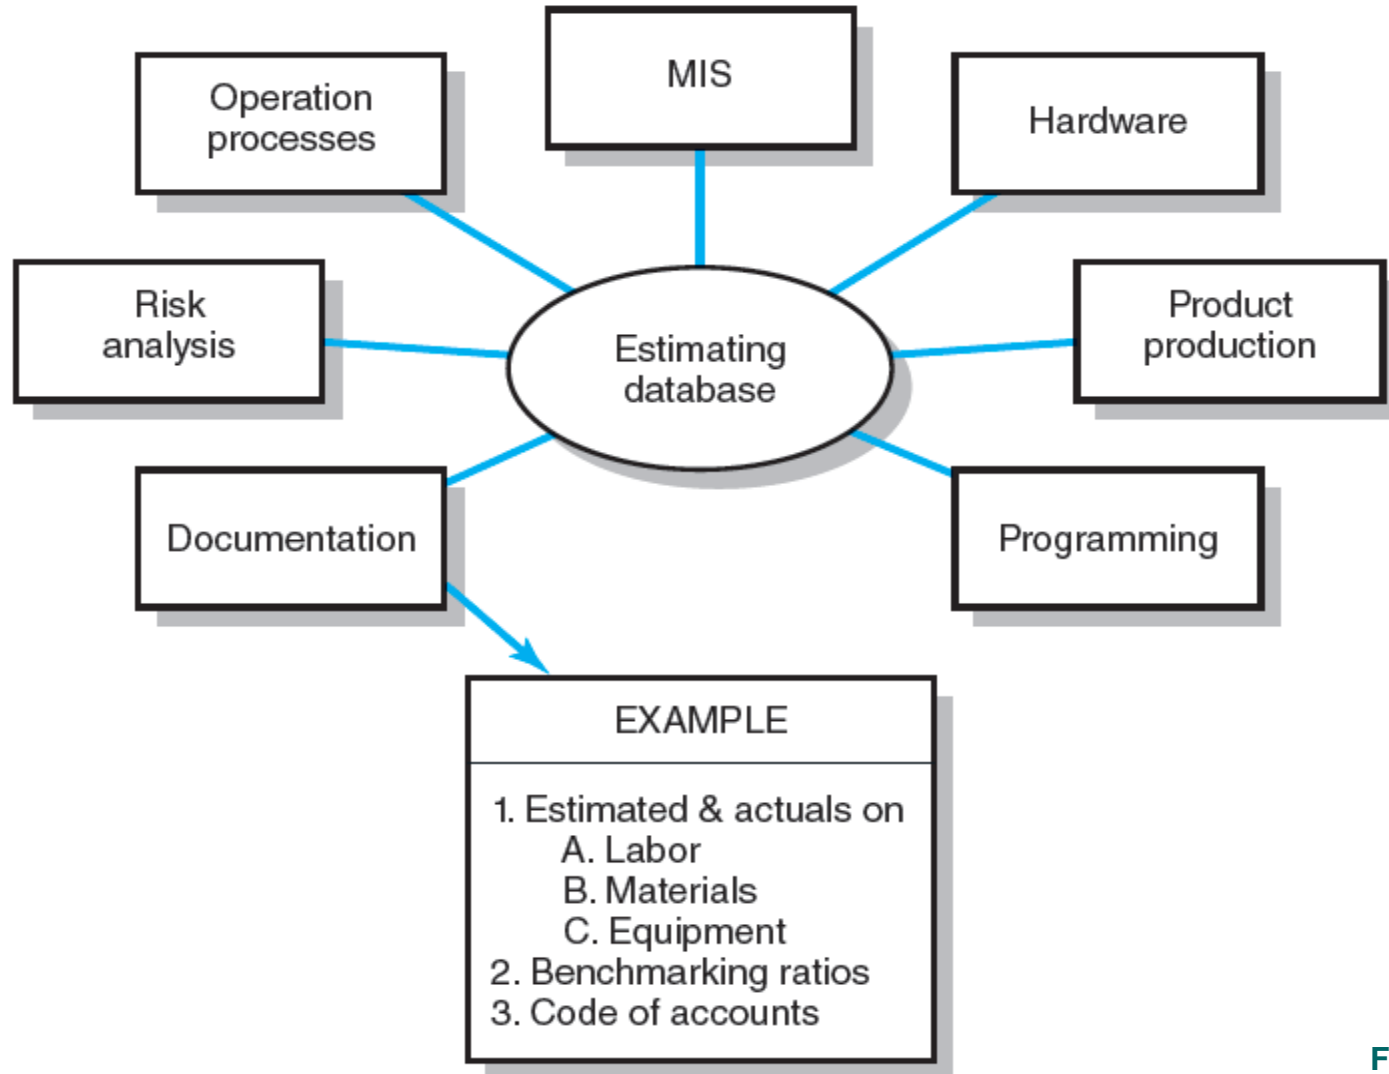 MIS
Operation
processes
Hardware
Risk
analysis
Estimating
database
Product
production
Documentation
Programming
EXAMPLE
1. Estimated & actuals on
A. Labor
B. Materials
C. Equipment
2. Benchmarking ratios
3. Code of accounts
F